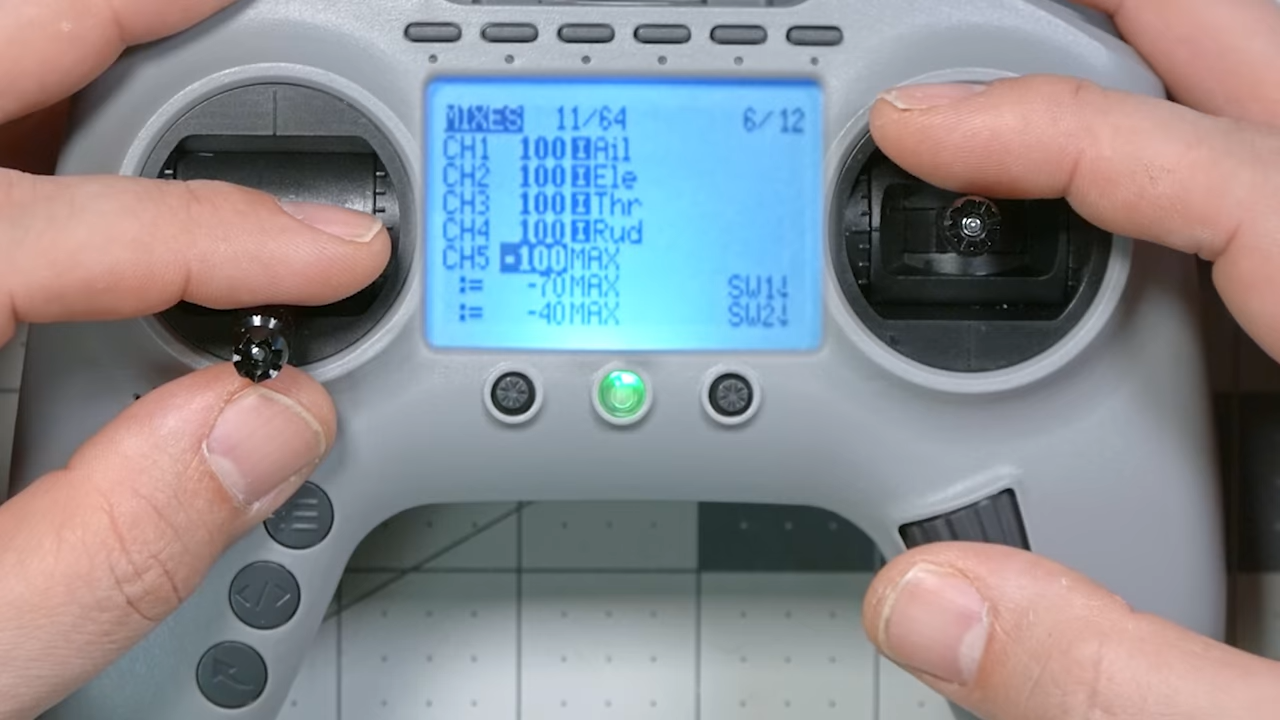 MIXES 11/64 6/12
CH1 100 I Ail
CH2 100 I Ele
CH3 100 I Thr
CH4 100 I Rud
CH5 -100 MAX
:= -70 MAX SW1↓
:= -40 MAX SW2↓